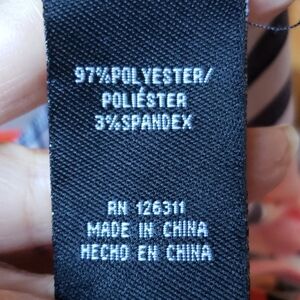 97%POLYESTER/
POLIÉSTER
3%SPANDEX
RN 126311
MADE IN CHINA
HECHO EN CHINA